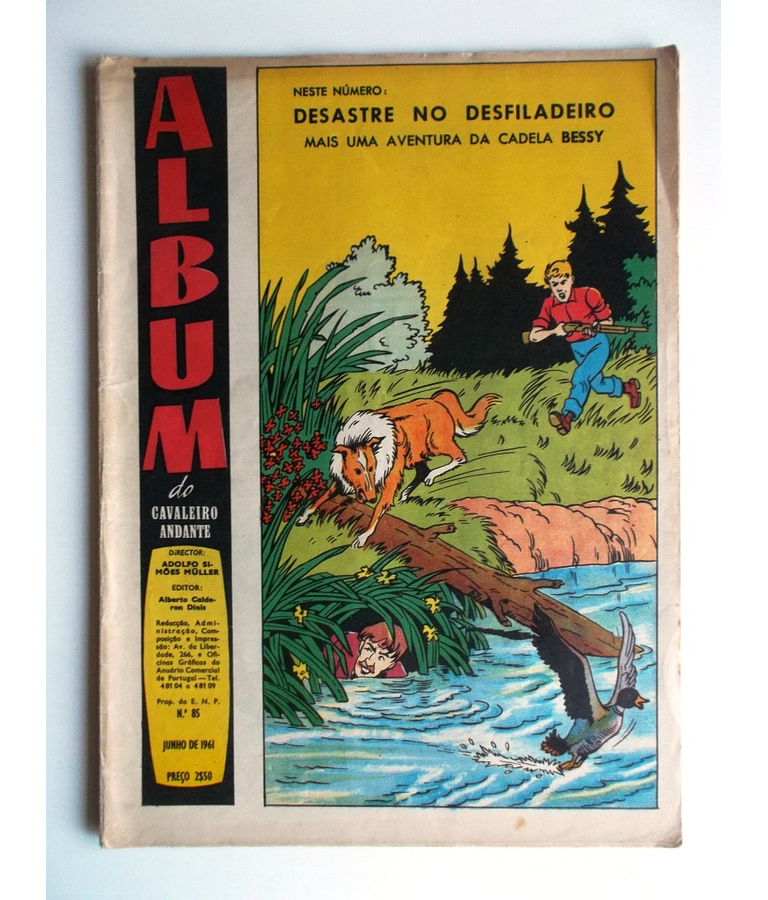 ALBUM
do
CAVALEIRO
ANDANTE
DIRECTOR:
ADOLFO SI-
MÕES MÜLLER
EDITOR:
Alberto Calde-
ron Dinis
Redacção, Admi-
nistração, Com-
posição e Impres-
são: Av. da Liber-
dade, 266, e Ofi-
cinas Gráficas do
Anuário Comercial
de Portugal — Tel.
48104 a 48109
Prop. da E. N. P.
N.º 85
JUNHO DE 1961
PREÇO 2$50
NESTE NÚMERO:
DESASTRE NO DESFILADEIRO
MAIS UMA AVENTURA DA CADELA BESSY